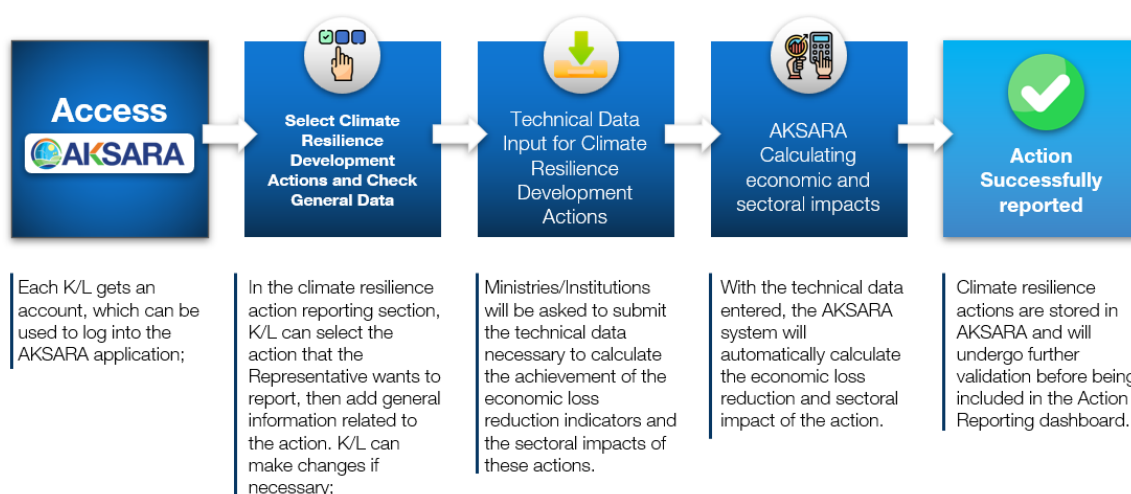 Access
AKSARA
Select Climate
Resilience
Development
Actions and Check
General Data
Technical Data
Input for Climate
Resilience
Development
Actions
AKSARA
Calculating
economic and
sectoral impacts
Action
Successfully
reported
Each K/L gets an
account, which can be
used to log into the
AKSARA application;
In the climate resilience
action reporting section,
K/L can select the
action that the
Representative wants to
report, then add general
information related to
the action. K/L can
make changes if
necessary;
Ministries/Institutions
will be asked to submit
the technical data
necessary to calculate
the achievement of the
economic loss
reduction indicators and
the sectoral impacts of
these actions.
With the technical data
entered, the AKSARA
system will
automatically calculate
the economic loss
reduction and sectoral
impact of the action.
Climate resilience
actions are stored in
AKSARA and will
undergo further
validation before being
included in the Action
Reporting dashboard.